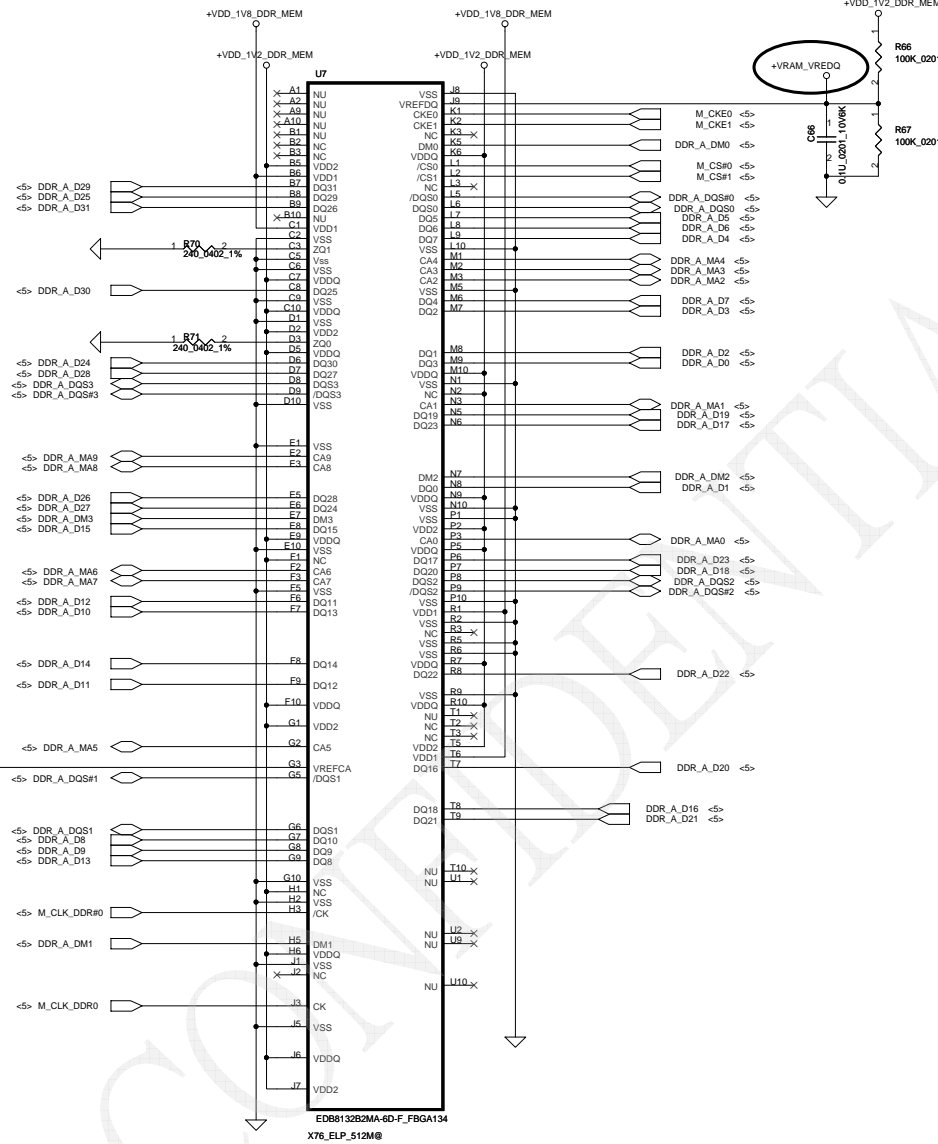 +VDD_1V8_DDR_MEM
+VDD_1V2_DDR_MEM
+VDD_1V8_DDR_MEM
+VDD_1V2_DDR_MEM
+VDD_1V2_DDR_MEM
U7
+VRAM_VREDQ
1
R66
100K_0201
2
1
C66
2
0.1U_0201_10V6K
1
R67
100K_0201
2
A1 NU
A2 NU
A9 NU
A10 NU
B1 NU
B2 NC
B3 NC
B5 VDD2
B6 VDD1
<5> DDR_A_D29 B7 DQ31
<5> DDR_A_D25 B8 DQ29
<5> DDR_A_D31 B9 DQ26
B10 NU
C1 VDD1
C2 VSS
1 R70 2 C3 ZQ1
240_0402_1%
C5 Vss
C6 VSS
C7 VDDQ
<5> DDR_A_D30 C8 DQ25
C9 VSS
C10 VDDQ
D1 VSS
D2 VDD2
1 R71 2 D3 ZQ0
240_0402_1%
D5 VDDQ
<5> DDR_A_D24 D6 DQ30
<5> DDR_A_D28 D7 DQ27
<5> DDR_A_DQS3 D8 DQS3
<5> DDR_A_DQS#3 D9 /DQS3
D10 VSS
E1 VSS
<5> DDR_A_MA9 E2 CA9
<5> DDR_A_MA8 E3 CA8
<5> DDR_A_D26 E5 DQ28
<5> DDR_A_D27 E6 DQ24
<5> DDR_A_DM3 E7 DM3
<5> DDR_A_D15 E8 DQ15
E9 VDDQ
E10 VSS
F1 NC
<5> DDR_A_MA6 F2 CA6
<5> DDR_A_MA7 F3 CA7
F5 VSS
<5> DDR_A_D12 F6 DQ11
<5> DDR_A_D10 F7 DQ13
<5> DDR_A_D14 F8 DQ14
<5> DDR_A_D11 F9 DQ12
F10 VDDQ
G1 VDD2
<5> DDR_A_MA5 G2 CA5
G3 VREFCA
<5> DDR_A_DQS#1 G5 /DQS1
<5> DDR_A_DQS1 G6 DQS1
<5> DDR_A_D8 G7 DQ10
<5> DDR_A_D9 G8 DQ9
<5> DDR_A_D13 G9 DQ8
G10 VSS
H1 NC
H2 VSS
<5> M_CLK_DDR#0 H3 /CK
<5> DDR_A_DM1 H5 DM1
H6 VDDQ
J1 VSS
J2 NC
<5> M_CLK_DDR0 J3 CK
J5 VSS
J6 VDDQ
J7 VDD2
VSS J8
VREFDQ J9
CKE0 K1 M_CKE0 <5>
CKE1 K2 M_CKE1 <5>
NC K3
DM0 K5 DDR_A_DM0 <5>
VDDQ K6
/CS0 L1 M_CS#0 <5>
/CS1 L2 M_CS#1 <5>
NC L3
/DQS0 L5 DDR_A_DQS#0 <5>
DQS0 L6 DDR_A_DQS0 <5>
DQ5 L7 DDR_A_D5 <5>
DQ6 L8 DDR_A_D6 <5>
DQ7 L9 DDR_A_D4 <5>
VSS L10
CA4 M1 DDR_A_MA4 <5>
CA3 M2 DDR_A_MA3 <5>
CA2 M3 DDR_A_MA2 <5>
VSS M5
DQ4 M6 DDR_A_D7 <5>
DQ2 M7 DDR_A_D3 <5>
DQ1 M8 DDR_A_D2 <5>
DQ3 M9 DDR_A_D0 <5>
VDDQ M10
VSS N1
NC N2
CA1 N3 DDR_A_MA1 <5>
DQ19 N5 DDR_A_D19 <5>
DQ23 N6 DDR_A_D17 <5>
DM2 N7 DDR_A_DM2 <5>
DQ0 N8 DDR_A_D1 <5>
VDDQ N9
VSS N10
VSS P1
VDD2 P2
CA0 P3 DDR_A_MA0 <5>
VDDQ P5
DQ17 P6 DDR_A_D23 <5>
DQ20 P7 DDR_A_D18 <5>
DQS2 P8 DDR_A_DQS2 <5>
/DQS2 P9 DDR_A_DQS#2 <5>
VSS P10
VDD1 R1
VSS R2
NC R3
VSS R5
VSS R6
VDDQ R7
DQ22 R8 DDR_A_D22 <5>
VSS R9
VDDQ R10
NU T1
NC T2
NC T3
VDD2 T5
VDD1 T6
DQ16 T7 DDR_A_D20 <5>
DQ18 T8 DDR_A_D16 <5>
DQ21 T9 DDR_A_D21 <5>
NU T10
NU U1
NU U2
NU U9
NU U10
EDB8132B2MA-6D-F_FBGA134
X76_ELP_512M@
CONFIDENTIA